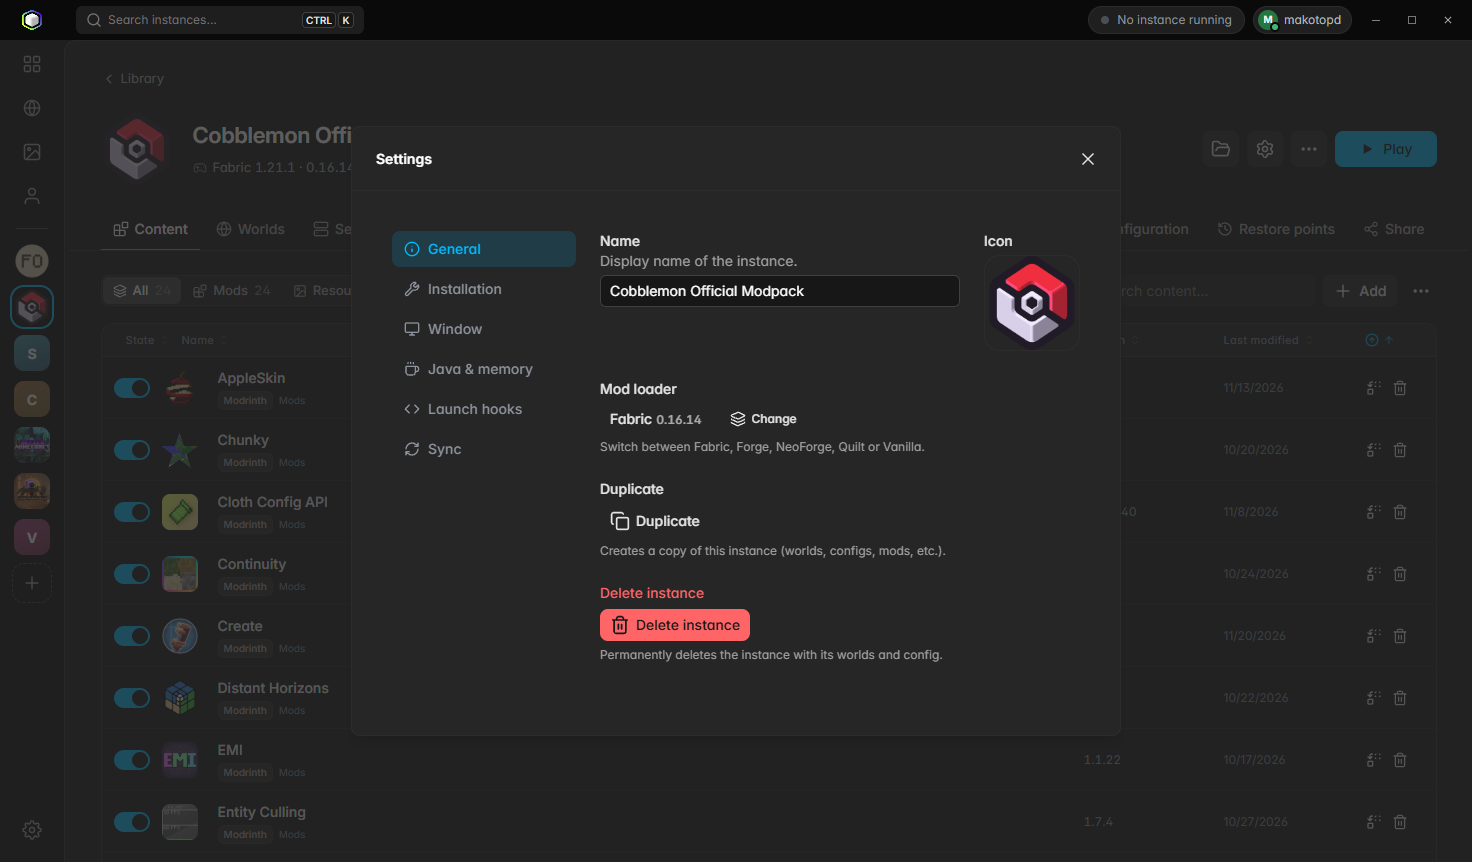 Search instances...
CTRL K
No instance running
M
makotopd
Library
Cobblemon Offi
Fabric 1.21.1 · 0.16.14
Play
Settings
General
Installation
Window
Java & memory
Launch hooks
Sync
Name
Display name of the instance.
Cobblemon Official Modpack
Icon
Mod loader
Fabric 0.16.14
Change
Switch between Fabric, Forge, NeoForge, Quilt or Vanilla.
Duplicate
Duplicate
Creates a copy of this instance (worlds, configs, mods, etc.).
Delete instance
Delete instance
Permanently deletes the instance with its worlds and config.
Content
Worlds
Se
figuration
Restore points
Share
FO
S
C
V
All 24
Mods 24
Resou
rch content...
Add
State
Name
n
Last modified
AppleSkin
Modrinth Mods
11/13/2026
Chunky
Modrinth Mods
10/20/2026
Cloth Config API
Modrinth Mods
40
11/8/2026
Continuity
Modrinth Mods
10/24/2026
Create
Modrinth Mods
11/20/2026
Distant Horizons
Modrinth Mods
10/22/2026
EMI
EMI
Modrinth Mods
1.1.22
10/17/2026
Entity Culling
Modrinth Mods
1.7.4
10/27/2026